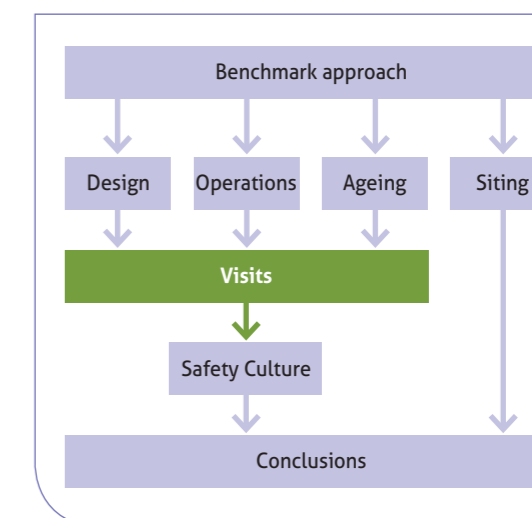 Benchmark approach
Design Operations Ageing Siting
Visits
Safety Culture
Conclusions